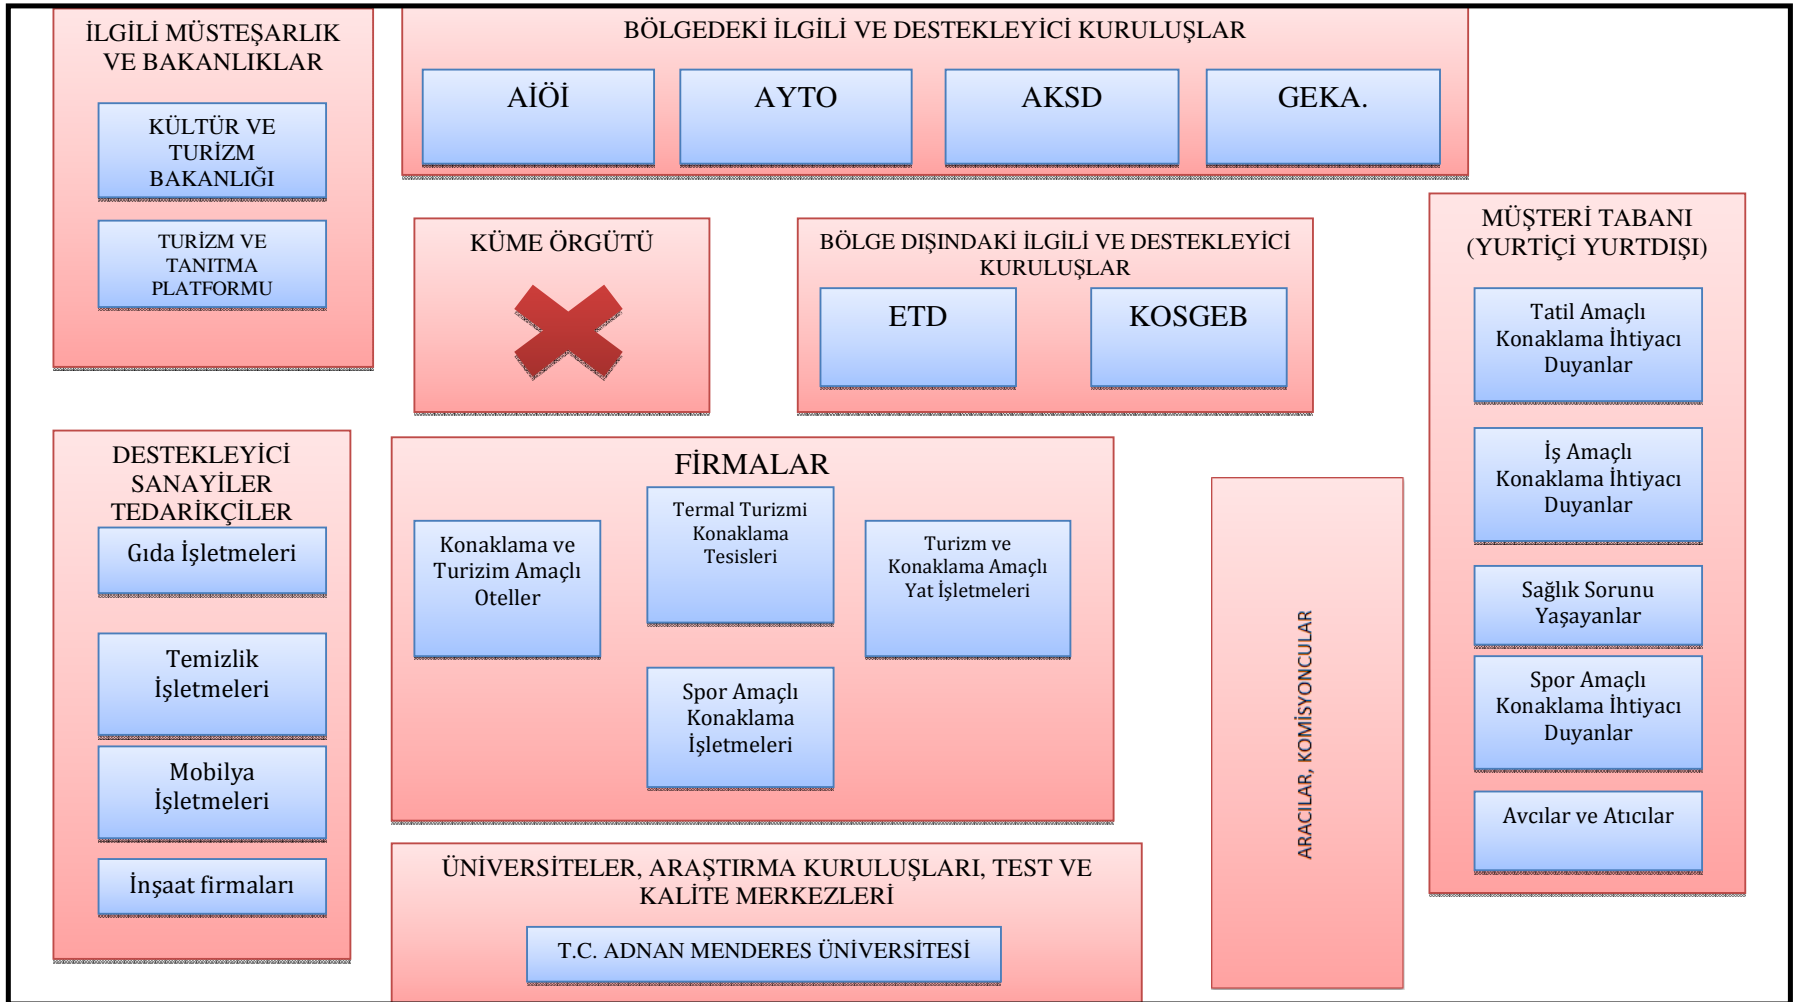 İLGİLİ MÜSTEŞARLIK
VE BAKANLIKLAR
KÜLTÜR VE
TURİZM
BAKANLIĞI
TURİZM VE
TANITMA
PLATFORMU
BÖLGEDEKİ İLGİLİ VE DESTEKLEYİCİ KURULUŞLAR
AİÖİ
AYTO
AKSD
GEKA.
KÜME ÖRGÜTÜ
BÖLGE DIŞINDAKİ İLGİLİ VE DESTEKLEYİCİ
KURULUŞLAR
ETD
KOSGEB
MÜŞTERİ TABANI
(YURTİÇİ YURTDIŞI)
Tatil Amaçlı
Konaklama İhtiyacı
Duyanlar
İş Amaçlı
Konaklama İhtiyacı
Duyanlar
Sağlık Sorunu
Yaşayanlar
Spor Amaçlı
Konaklama İhtiyacı
Duyanlar
Avcılar ve Atıcılar
DESTEKLEYİCİ
SANAYİLER
TEDARİKÇİLER
Gıda İşletmeleri
Temizlik
İşletmeleri
Mobilya
İşletmeleri
İnşaat firmaları
FİRMALAR
Konaklama ve
Turizim Amaçlı
Oteller
Termal Turizmi
Konaklama
Tesisleri
Turizm ve
Konaklama Amaçlı
Yat İşletmeleri
Spor Amaçlı
Konaklama
İşletmeleri
ARACILAR, KOMİSYONCULAR
ÜNİVERSİTELER, ARAŞTIRMA KURULUŞLARI, TEST VE
KALİTE MERKEZLERİ
T.C. ADNAN MENDERES ÜNİVERSİTESİ